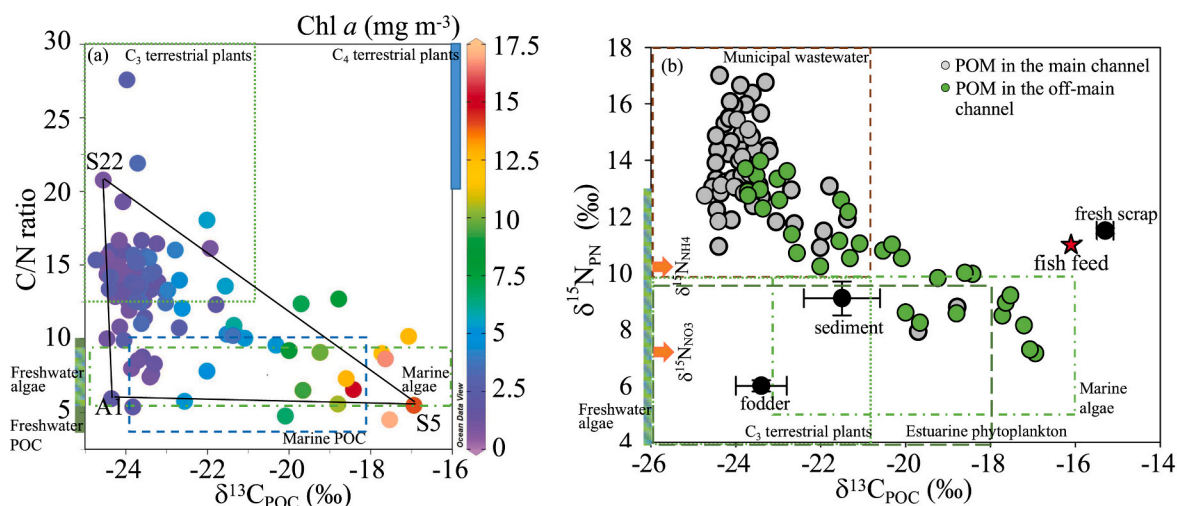 Chl a (mg m⁻³)
(a)
C₃ terrestrial plants
C₄ terrestrial plants
30
25
20
15
10
5
0
C/N ratio
S22
A1
S5
Freshwater algae
Freshwater POC
Marine algae
Marine POC
Ocean Data View
17.5
15
12.5
10
7.5
5
2.5
0
-24
-22
-20
-18
-16
δ¹³C_POC (‰)
(b)
Municipal wastewater
POM in the main channel
POM in the off-main
channel
18
16
14
12
10
8
6
4
δ¹⁵N_PN (‰)
δ¹⁵N_NH4
δ¹⁵N_NO3
fresh scrap
fish feed
sediment
fodder
Freshwater
algae
C₃ terrestrial plants
Estuarine phytoplankton
Marine
algae
-26
-24
-22
-20
-18
-16
-14
δ¹³C_POC (‰)